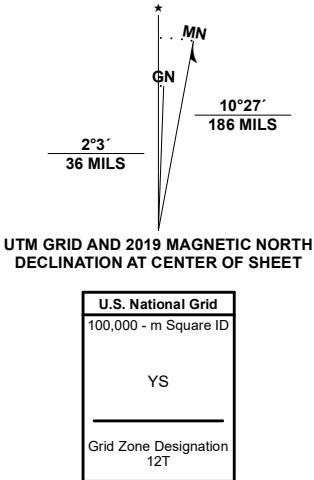 ★
MN
GN
10°27´
186 MILS
2°3´
36 MILS
UTM GRID AND 2019 MAGNETIC NORTH
DECLINATION AT CENTER OF SHEET
U.S. National Grid
100,000 - m Square ID
YS
Grid Zone Designation
12T